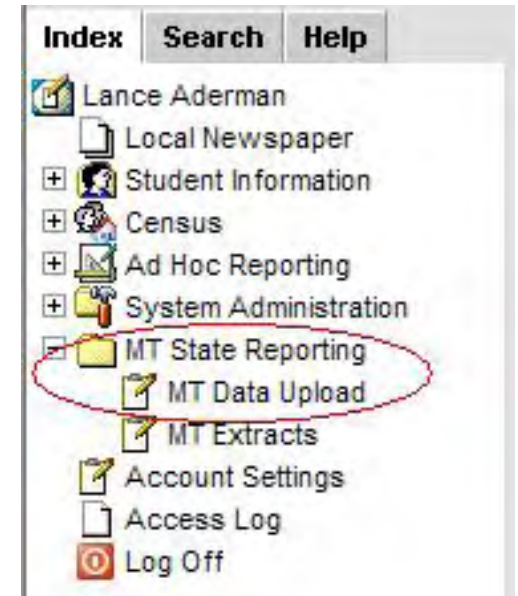 Index Search Help
Lance Aderman
Local Newspaper
Student Information
Census
Ad Hoc Reporting
System Administration
MT State Reporting
MT Data Upload
MT Extracts
Account Settings
Access Log
Log Off